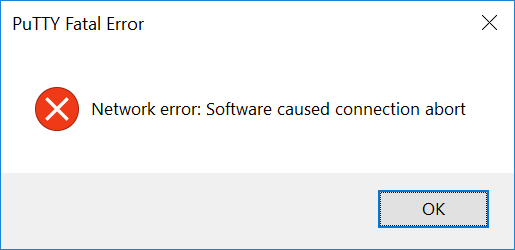 PuTTY Fatal Error
Network error: Software caused connection abort
OK